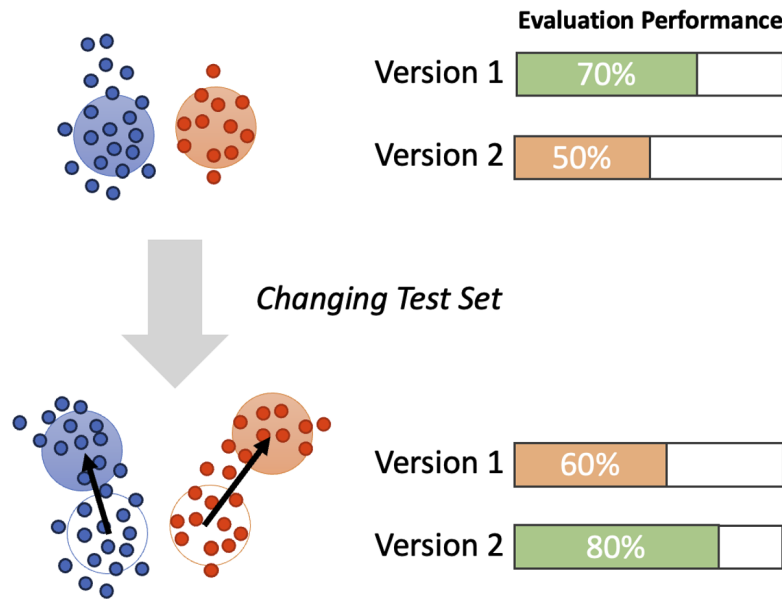 Evaluation Performance
Version 1
70%
Version 2
50%
Changing Test Set
Version 1
60%
Version 2
80%